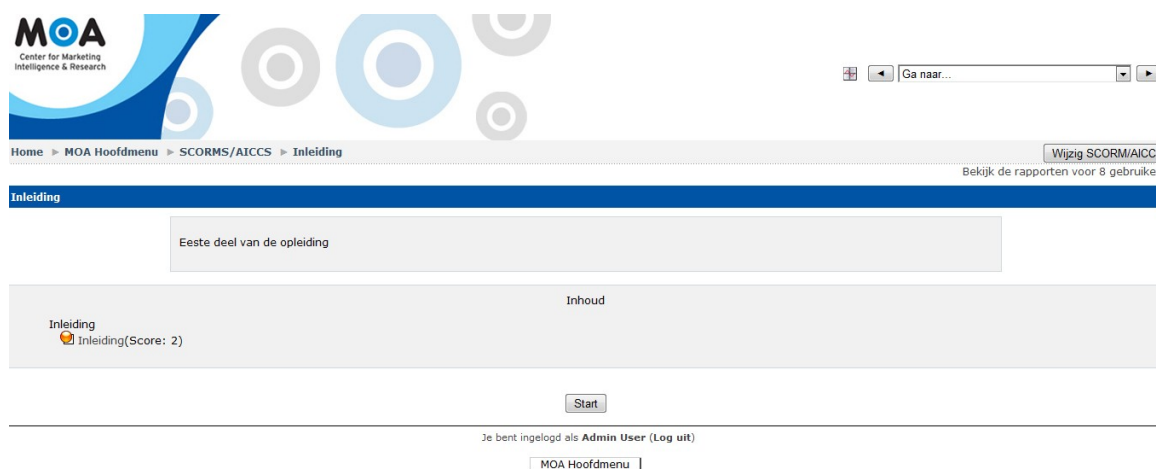 MOA
Center for Marketing
Intelligence & Research
Ga naar...
Home ► MOA Hoofdmenu ► SCORMS/AICCS ► Inleiding
Wijzig SCORM/AICC
Bekijk de rapporten voor 8 gebruike
Inleiding
Eeste deel van de opleiding
Inhoud
Inleiding
Inleiding(Score: 2)
Start
Je bent ingelogd als Admin User (Log uit)
MOA Hoofdmenu